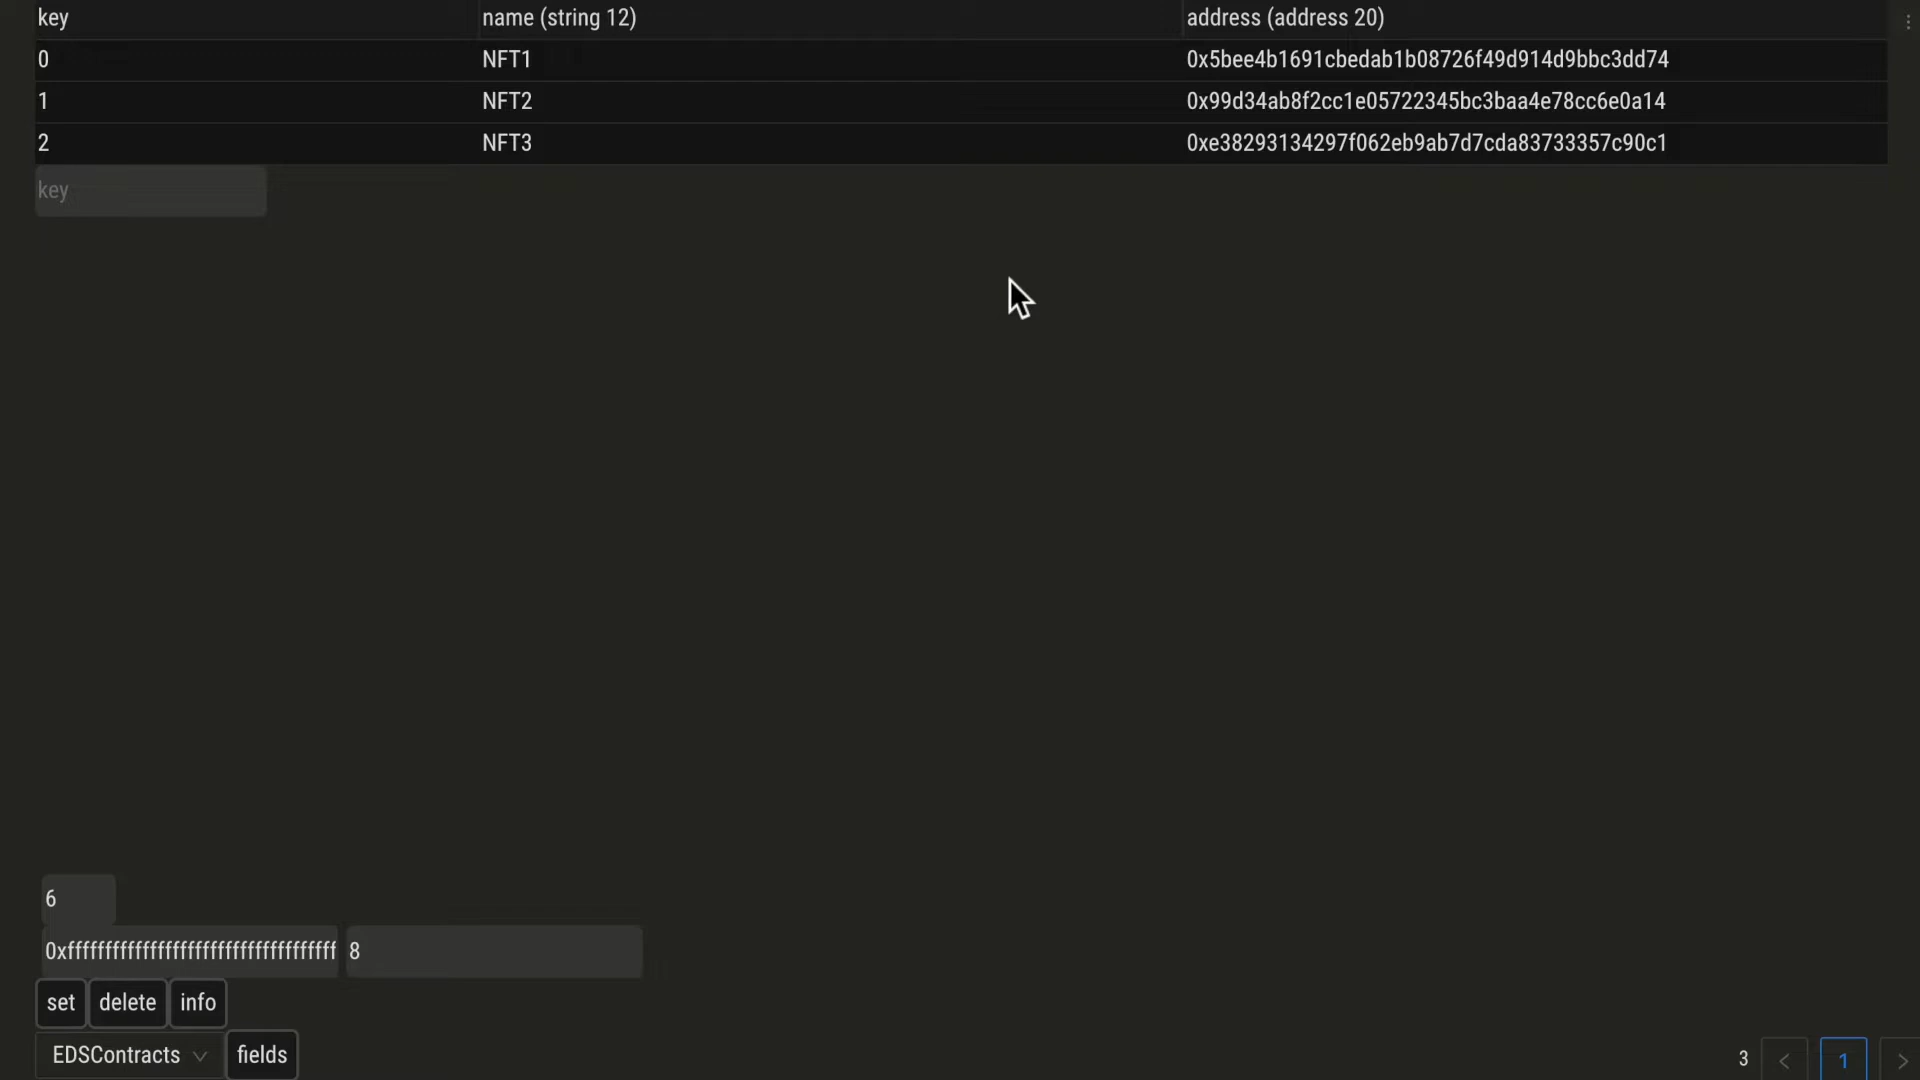 key name (string 12) address (address 20)
0 NFT1 0x5bee4b1691cbedab1b08726f49d914d9bbc3dd74
1 NFT2 0x99d34ab8f2cc1e05722345bc3baa4e78cc6e0a14
2 NFT3 0xe38293134297f062eb9ab7d7cda83733357c90c1
key
6
0xffffffffffffffffffffffffffffffffffff 8
set delete info
EDSContracts fields 3 < 1 >